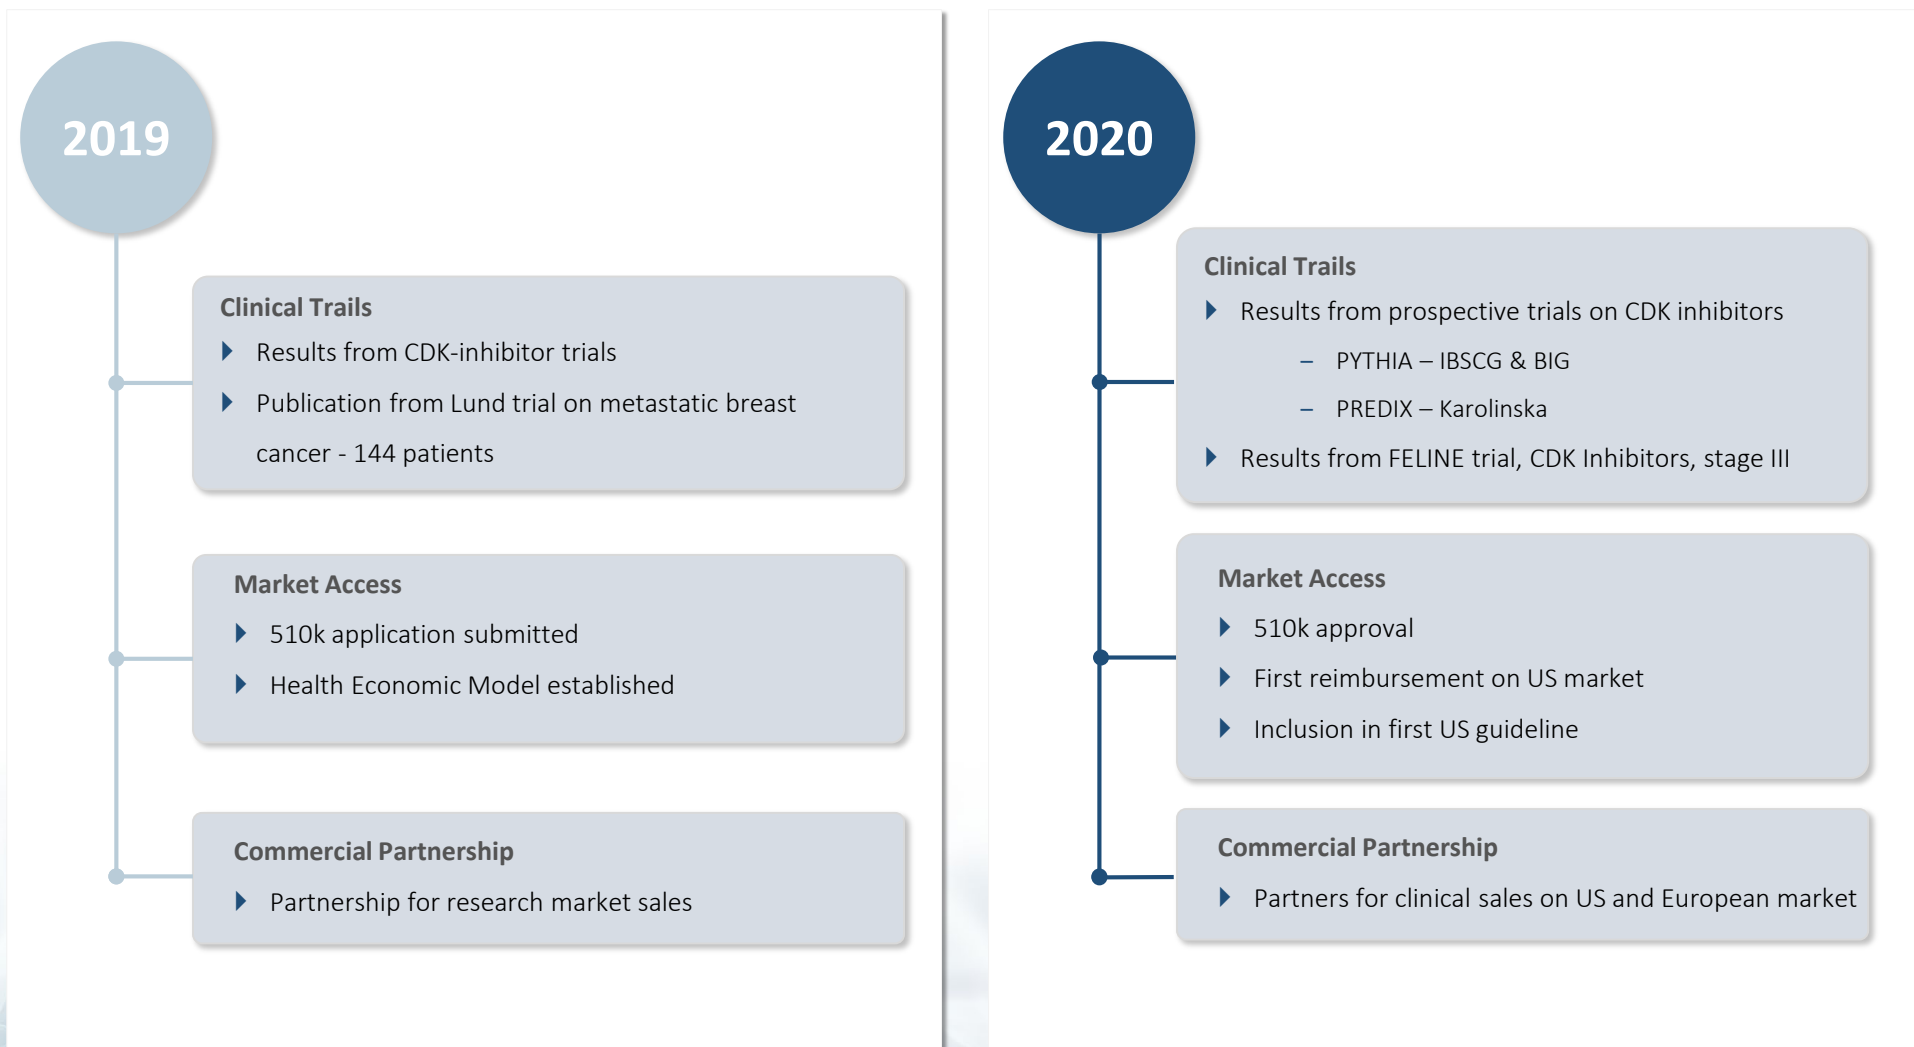 2019
Clinical Trails
Results from CDK-inhibitor trials
Publication from Lund trial on metastatic breast
cancer - 144 patients
Market Access
510k application submitted
Health Economic Model established
Commercial Partnership
Partnership for research market sales
2020
Clinical Trails
Results from prospective trials on CDK inhibitors
– PYTHIA – IBSCG & BIG
– PREDIX – Karolinska
Results from FELINE trial, CDK Inhibitors, stage III
Market Access
510k approval
First reimbursement on US market
Inclusion in first US guideline
Commercial Partnership
Partners for clinical sales on US and European market